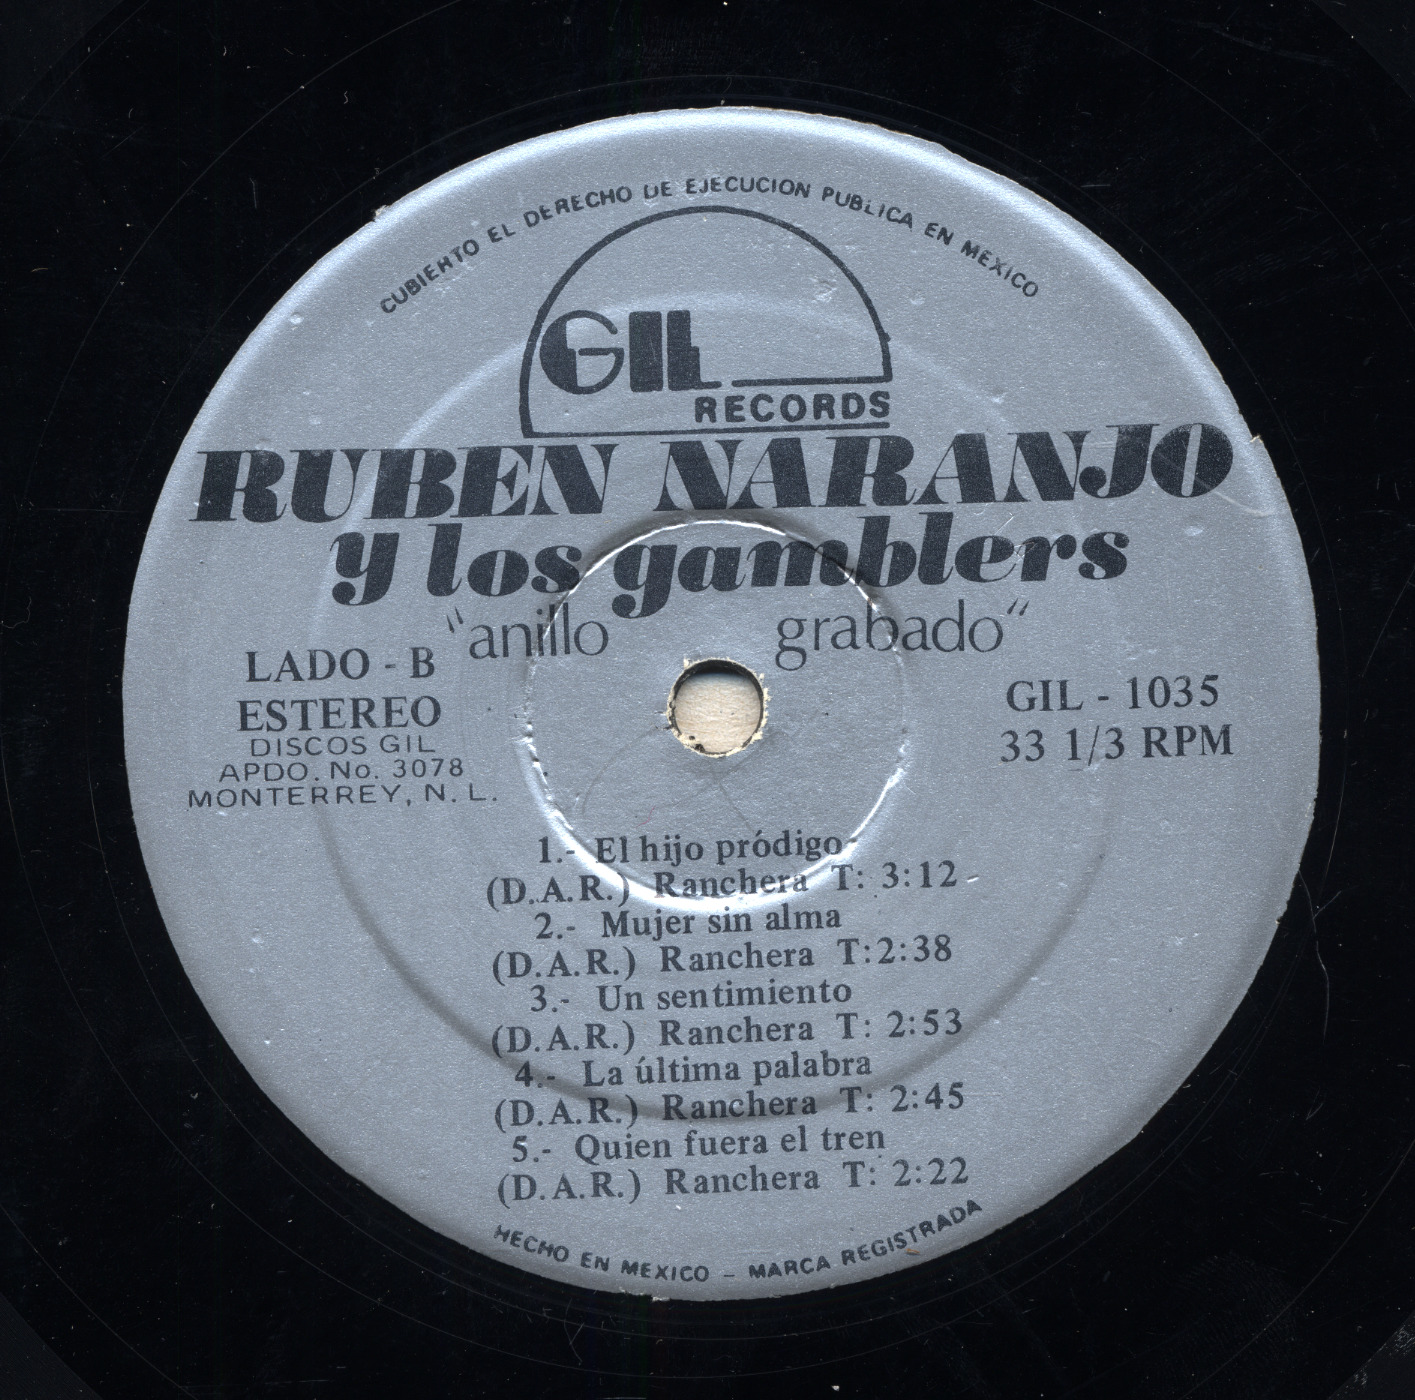 CUBIERTO EL DERECHO DE EJECUCION PUBLICA EN MEXICO
GIL
RECORDS
RUBEN NARANJO
y los gamblers
"anillo grabado"
LADO - B
ESTEREO
DISCOS GIL
APDO. No. 3078
MONTERREY, N. L.
GIL - 1035
33 1/3 RPM
1.- El hijo pródigo
(D.A.R.) Ranchera T: 3:12
2.- Mujer sin alma
(D.A.R.) Ranchera T:2:38
3.- Un sentimiento
(D.A.R.) Ranchera T: 2:53
4.- La última palabra
(D.A.R.) Ranchera T: 2:45
5.- Quien fuera el tren
(D.A.R.) Ranchera T: 2:22
HECHO EN MEXICO - MARCA REGISTRADA